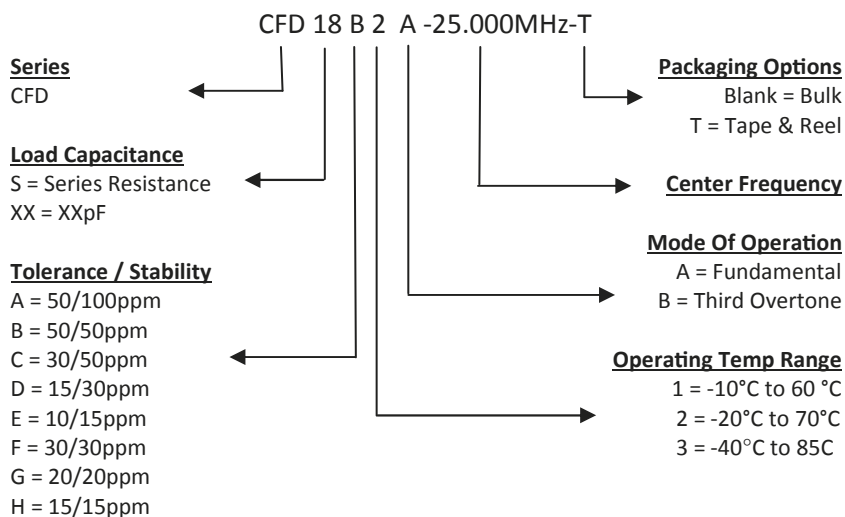 CFD 18 B 2 A -25.000MHz-T
Series
CFD
Load Capacitance
S = Series Resistance
XX = XXpF
Tolerance / Stability
A = 50/100ppm
B = 50/50ppm
C = 30/50ppm
D = 15/30ppm
E = 10/15ppm
F = 30/30ppm
G = 20/20ppm
H = 15/15ppm
Packaging Options
Blank = Bulk
T = Tape & Reel
Center Frequency
Mode Of Operation
A = Fundamental
B = Third Overtone
Operating Temp Range
1 = -10°C to 60 °C
2 = -20°C to 70°C
3 = -40°C to 85C